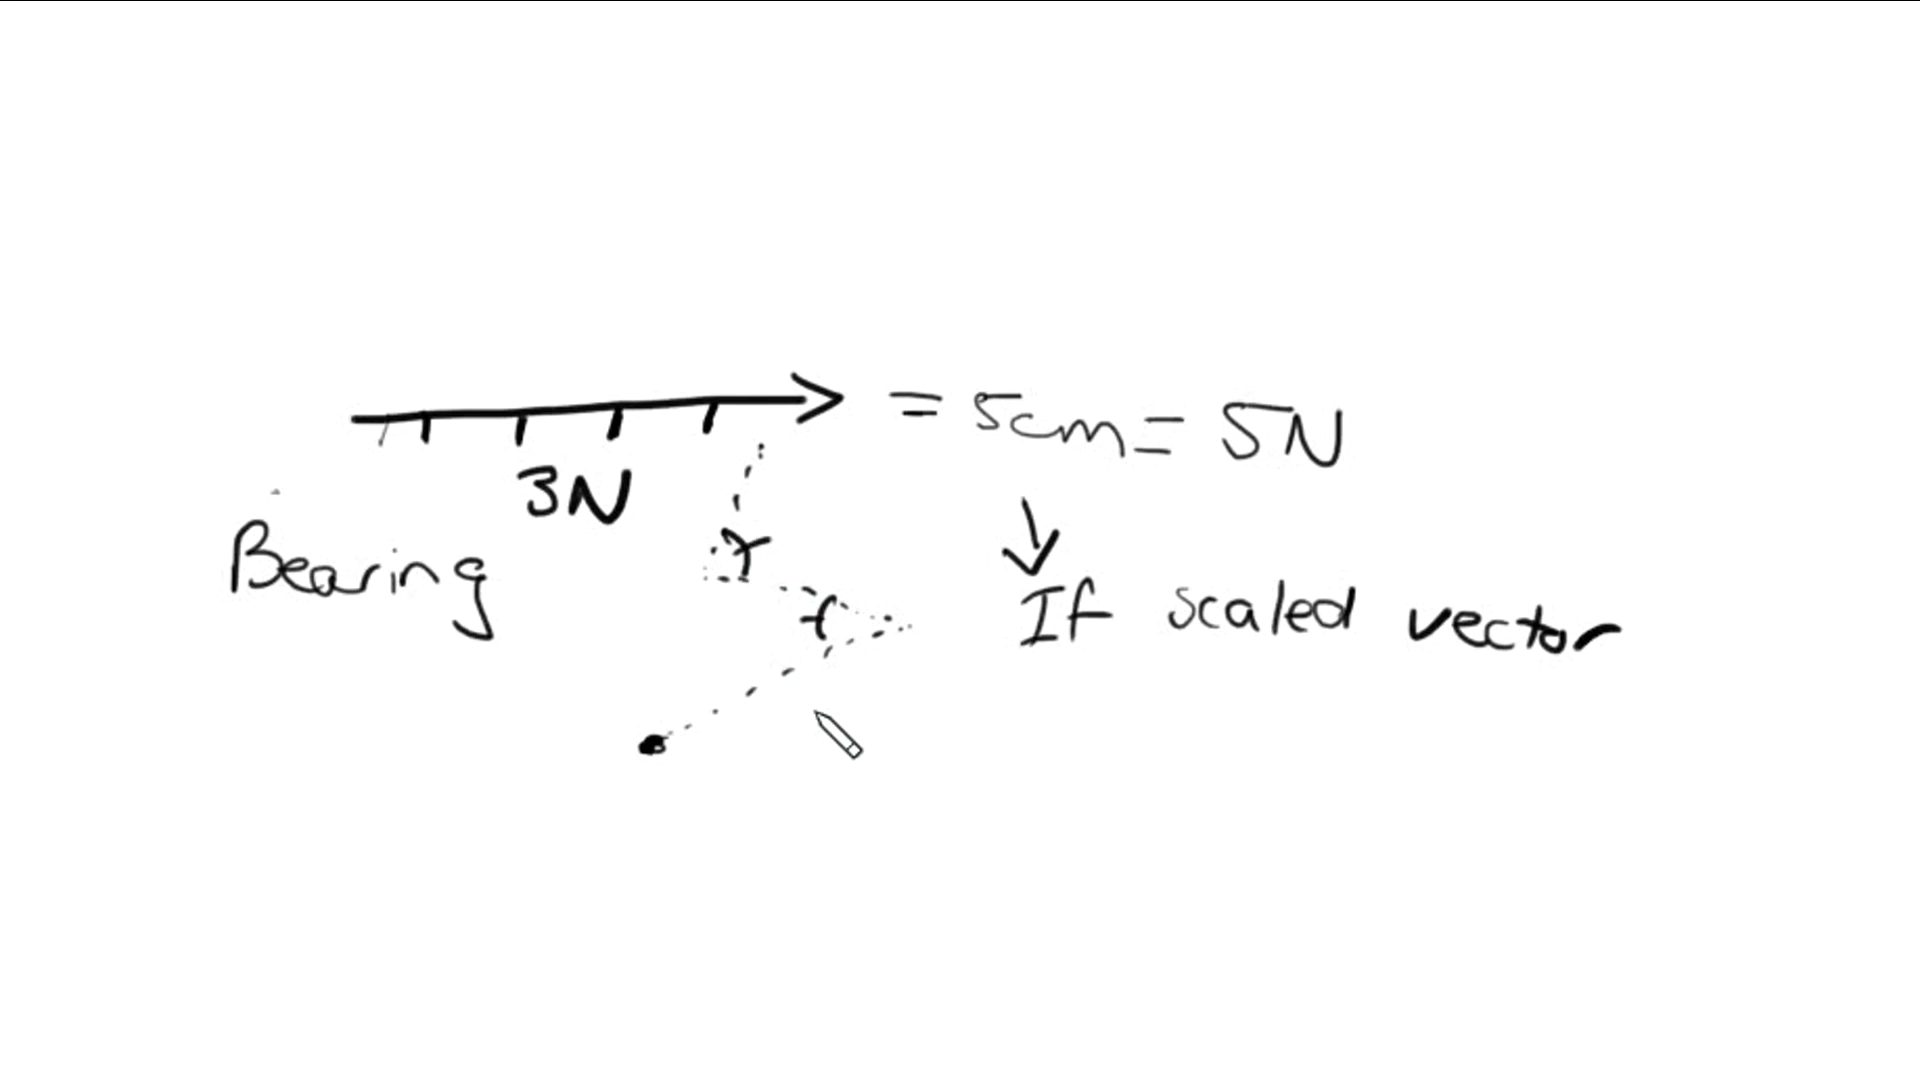 = 5cm = 5N
3N
Bearing
If scaled vector